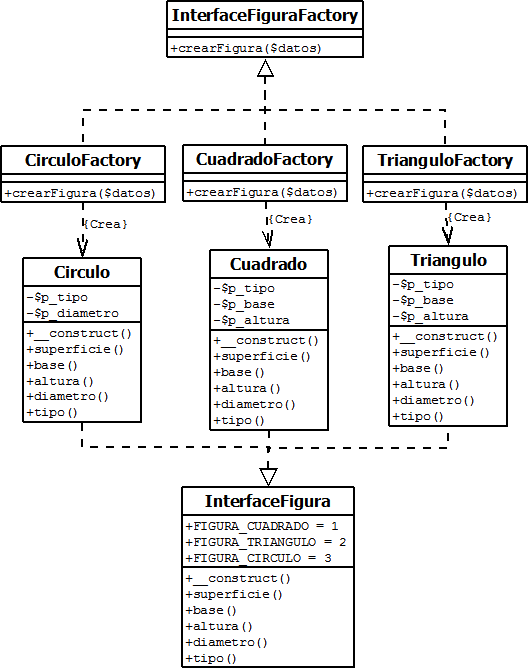 InterfaceFiguraFactory
+crearFigura($datos)
CirculoFactory
+crearFigura($datos)
CuadradoFactory
+crearFigura($datos)
TrianguloFactory
+crearFigura($datos)
{Crea}
{Crea}
{Crea}
Circulo
-$p_tipo
-$p_diametro
+__construct()
+superficie()
+base()
+altura()
+diametro()
+tipo()
Cuadrado
-$p_tipo
-$p_base
-$p_altura
+__construct()
+superficie()
+base()
+altura()
+diametro()
+tipo()
Triangulo
-$p_tipo
-$p_base
-$p_altura
+__construct()
+superficie()
+base()
+altura()
+diametro()
+tipo()
InterfaceFigura
+FIGURA_CUADRADO = 1
+FIGURA_TRIANGULO = 2
+FIGURA_CIRCULO = 3
+__construct()
+superficie()
+base()
+altura()
+diametro()
+tipo()